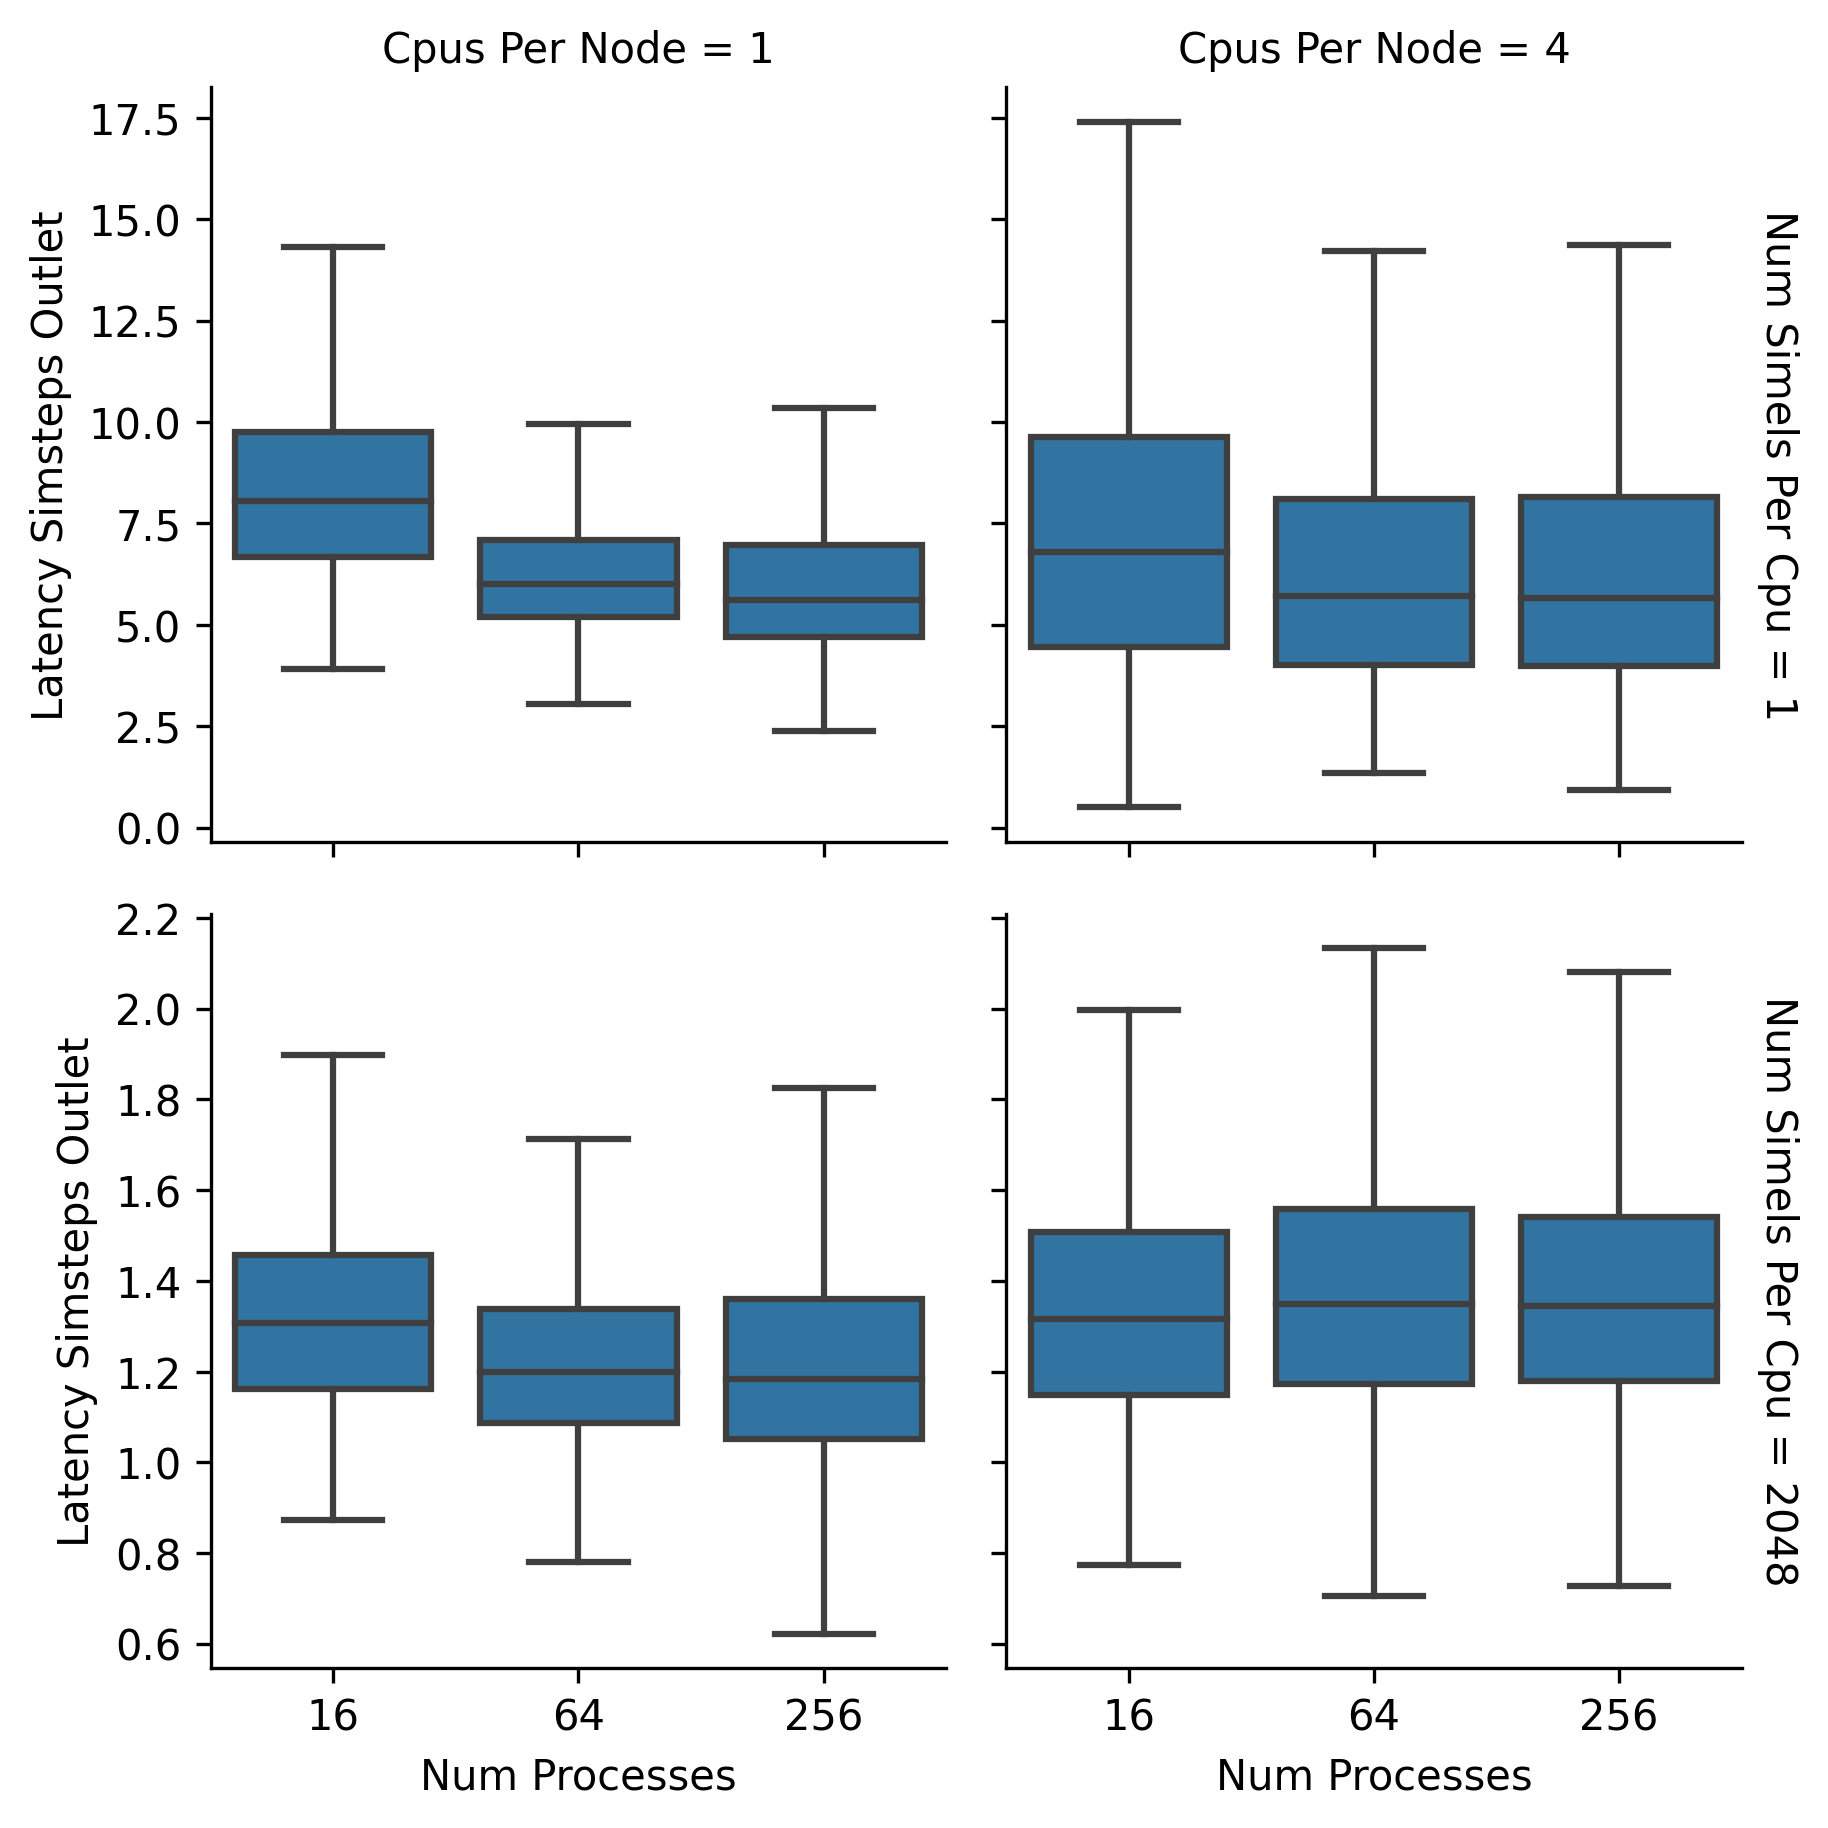 Cpus Per Node = 1
Cpus Per Node = 4
Latency Simsteps Outlet
17.5
15.0
12.5
10.0
7.5
5.0
2.5
0.0
Num Simels Per Cpu = 1
Latency Simsteps Outlet
2.2
2.0
1.8
1.6
1.4
1.2
1.0
0.8
0.6
Num Simels Per Cpu = 2048
16 64 256
16 64 256
Num Processes
Num Processes